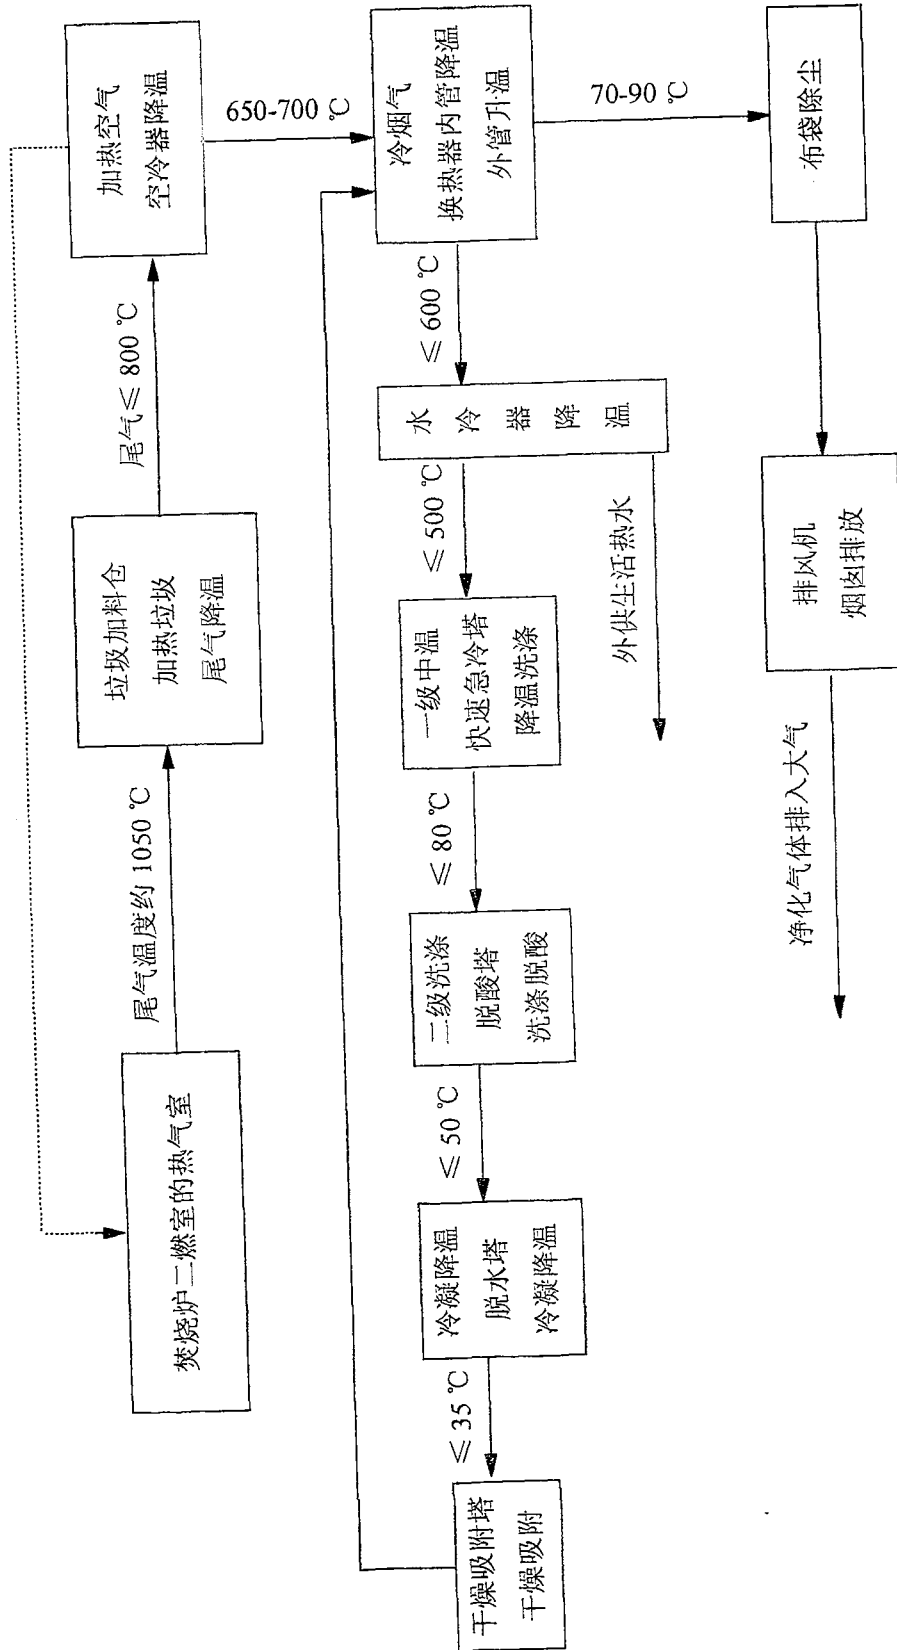 焚烧炉二燃室的热气室
尾气温度约 1050 ℃
垃圾加料仓
加热垃圾
尾气降温
尾气≤ 800 ℃
加热空气
空冷器降温
650-700 ℃
冷烟气
换热器内管降温
外管升温
70-90 ℃
布袋除尘
排风机
烟囱排放
净化气体排入大气
≤ 600 ℃
水冷器降温
外供生活热水
≤ 500 ℃
一级中温
快速急冷塔
降温洗涤
≤ 80 ℃
二级洗涤
脱酸塔
洗涤脱酸
≤ 50 ℃
冷凝降温
脱水塔
冷凝降温
≤ 35 ℃
干燥吸附塔
干燥吸附